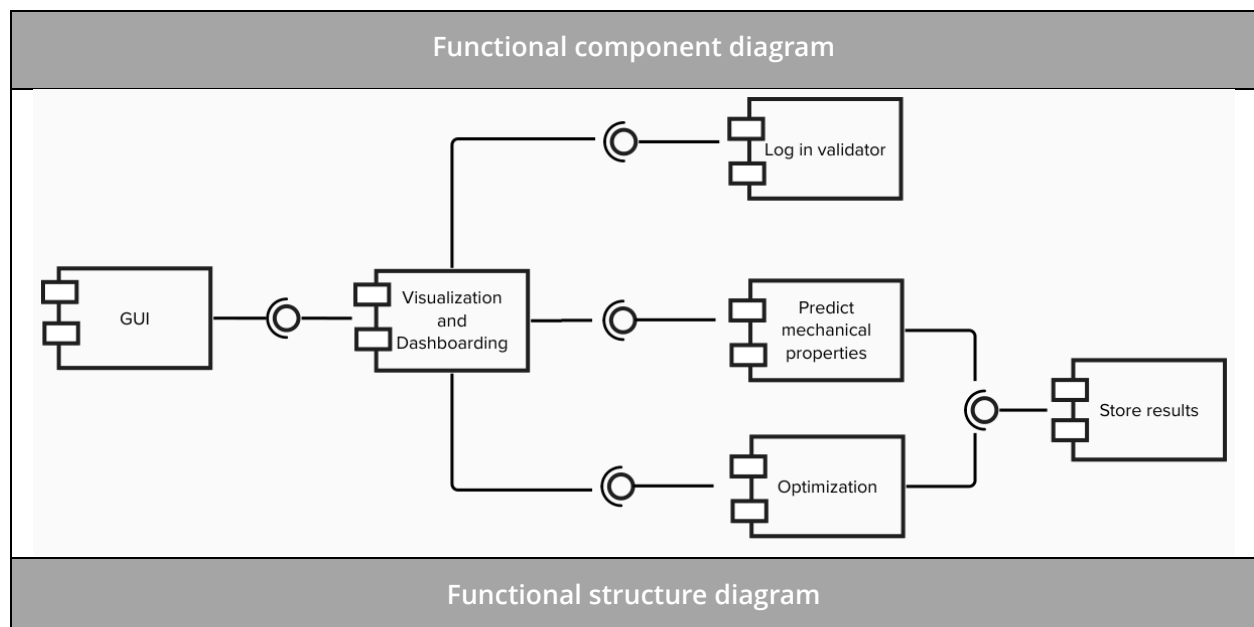 Functional component diagram
Log in validator
GUI
Visualization
and
Dashboarding
Predict
mechanical
properties
Store results
Optimization
Functional structure diagram